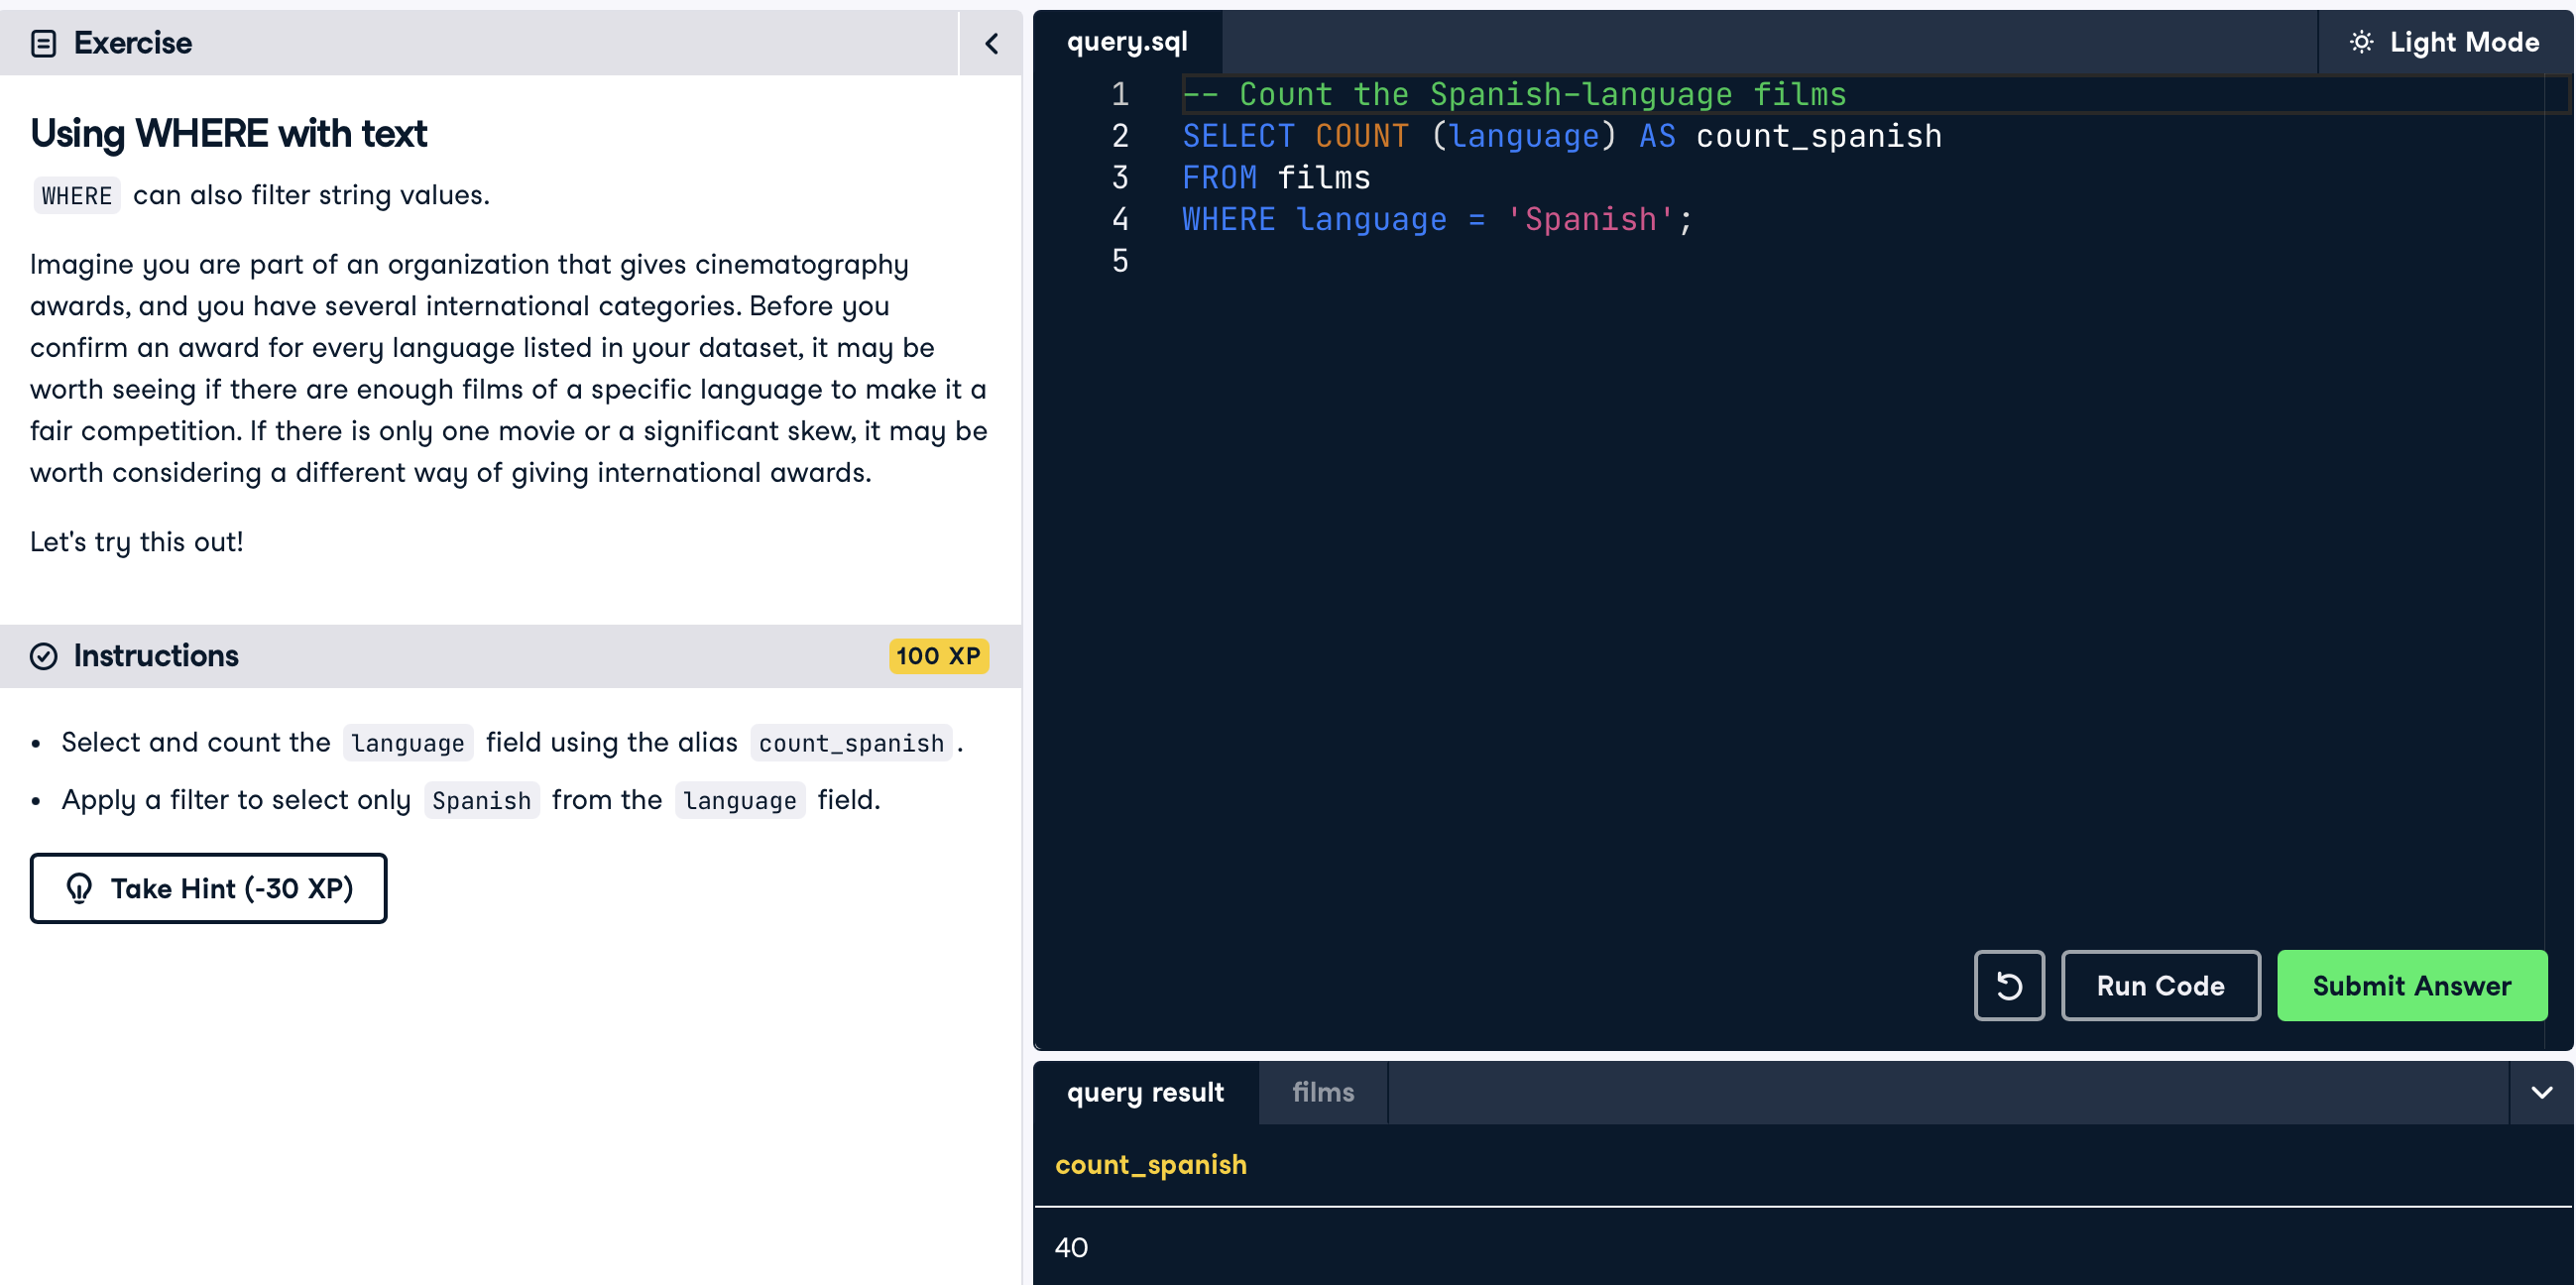 Exercise
Using WHERE with text
WHERE can also filter string values.
Imagine you are part of an organization that gives cinematography
awards, and you have several international categories. Before you
confirm an award for every language listed in your dataset, it may be
worth seeing if there are enough films of a specific language to make it a
fair competition. If there is only one movie or a significant skew, it may be
worth considering a different way of giving international awards.
Let's try this out!
Instructions
100 XP
• Select and count the language field using the alias count_spanish.
• Apply a filter to select only Spanish from the language field.
Take Hint (-30 XP)
query.sql
Light Mode
1 -- Count the Spanish-language films
2 SELECT COUNT (language) AS count_spanish
3 FROM films
4 WHERE language = 'Spanish';
5
Run Code
Submit Answer
query result
films
count_spanish
40